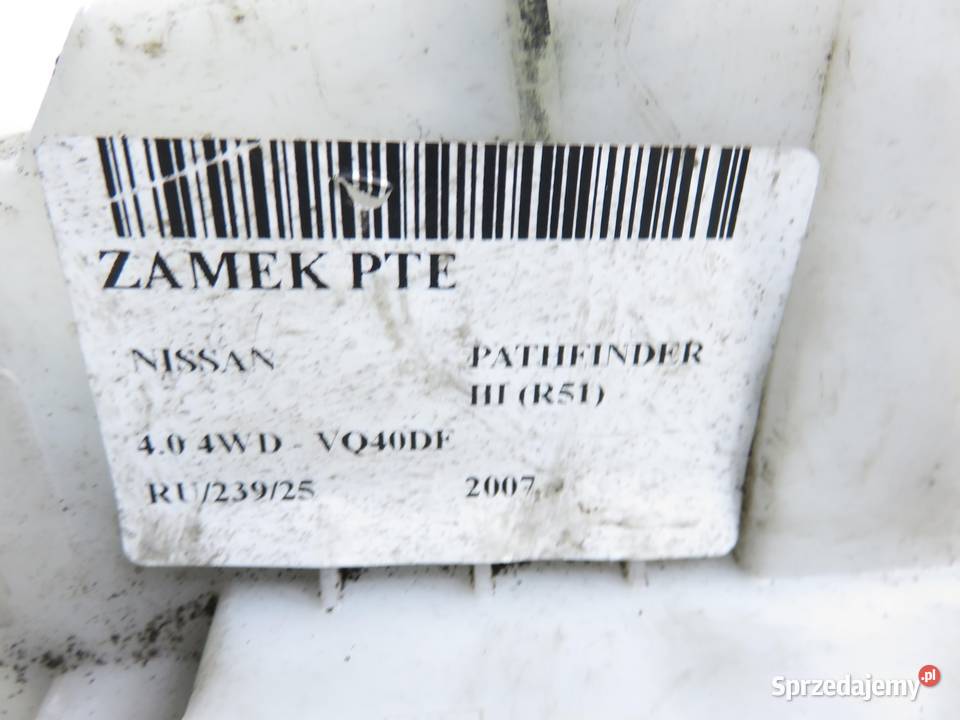 ZAMEK PTE
NISSAN PATHFINDER
III (R51)
4.0 4WD - VQ40DE
RU/239/25 2007
Sprzedajemy.pl